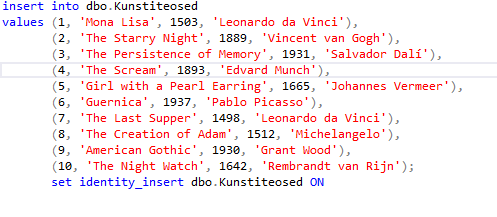 insert into dbo.Kunstiteosed
values (1, 'Mona Lisa', 1503, 'Leonardo da Vinci'),
(2, 'The Starry Night', 1889, 'Vincent van Gogh'),
(3, 'The Persistence of Memory', 1931, 'Salvador Dalí'),
(4, 'The Scream', 1893, 'Edvard Munch'),
(5, 'Girl with a Pearl Earring', 1665, 'Johannes Vermeer'),
(6, 'Guernica', 1937, 'Pablo Picasso'),
(7, 'The Last Supper', 1498, 'Leonardo da Vinci'),
(8, 'The Creation of Adam', 1512, 'Michelangelo'),
(9, 'American Gothic', 1930, 'Grant Wood'),
(10, 'The Night Watch', 1642, 'Rembrandt van Rijn');
set identity_insert dbo.Kunstiteosed ON